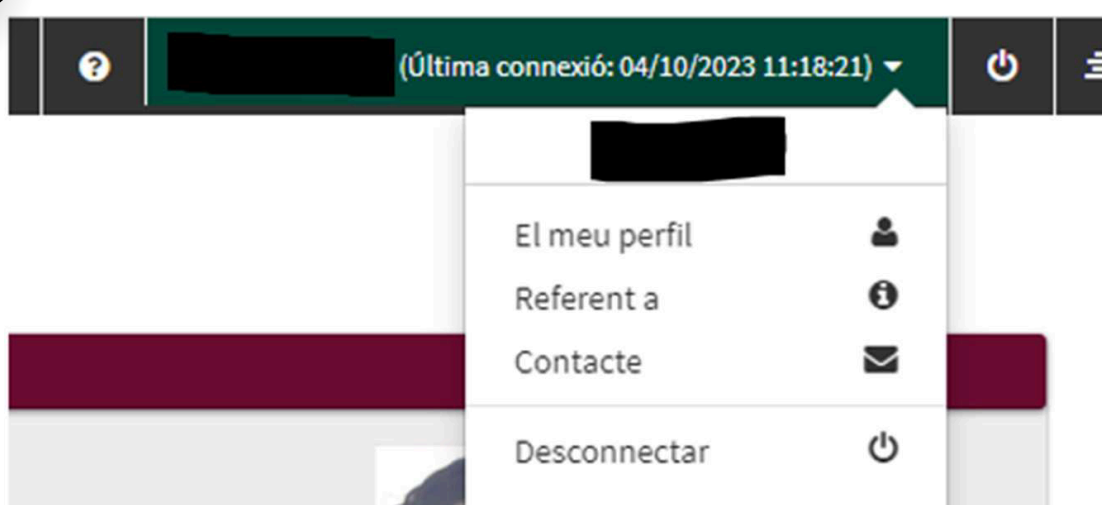 (Última connexió: 04/10/2023 11:18:21)
El meu perfil
Referent a
Contacte
Desconnectar